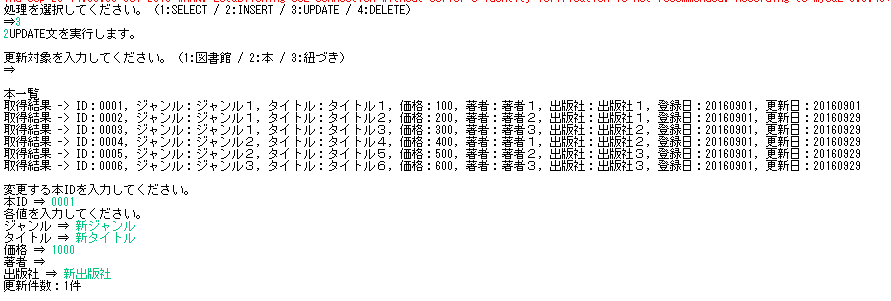 処理を選択してください。（1:SELECT / 2:INSERT / 3:UPDATE / 4:DELETE）
⇒3
2UPDATE文を実行します。
更新対象を入力してください。（1:図書館 / 2:本 / 3:紐づき）
⇒
本一覧
取得結果 -> ID：0001, ジャンル：ジャンル１, タイトル：タイトル１, 価格：100, 著者：著者１, 出版社：出版社１, 登録日：20160901, 更新日：20160901
取得結果 -> ID：0002, ジャンル：ジャンル１, タイトル：タイトル２, 価格：200, 著者：著者２, 出版社：出版社１, 登録日：20160901, 更新日：20160929
取得結果 -> ID：0003, ジャンル：ジャンル１, タイトル：タイトル３, 価格：300, 著者：著者３, 出版社：出版社２, 登録日：20160901, 更新日：20160929
取得結果 -> ID：0004, ジャンル：ジャンル２, タイトル：タイトル４, 価格：400, 著者：著者１, 出版社：出版社２, 登録日：20160901, 更新日：20160929
取得結果 -> ID：0005, ジャンル：ジャンル２, タイトル：タイトル５, 価格：500, 著者：著者２, 出版社：出版社３, 登録日：20160901, 更新日：20160929
取得結果 -> ID：0006, ジャンル：ジャンル３, タイトル：タイトル６, 価格：600, 著者：著者３, 出版社：出版社３, 登録日：20160901, 更新日：20160929
変更する本IDを入力してください。
本ID ⇒ 0001
各値を入力してください。
ジャンル ⇒ 新ジャンル
タイトル ⇒ 新タイトル
価格 ⇒ 1000
著者 ⇒
出版社 ⇒ 新出版社
更新件数：1件